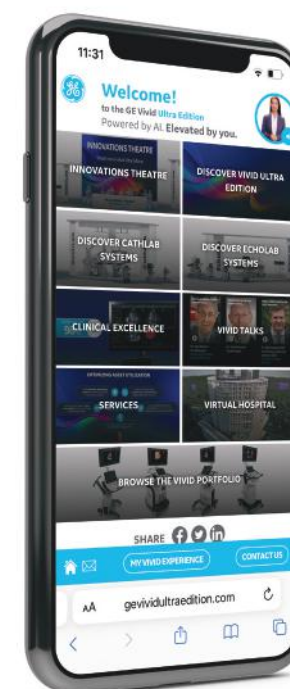 11:31
Welcome!
to the GE Vivid Ultra Edition
Powered by AI. Elevated by you.
INNOVATIONS THEATRE
INNOVATIONS THEATRE
DISCOVER VIVID ULTRA
EDITION
DISCOVER CATHLAB
SYSTEMS
DISCOVER ECHOLAB
SYSTEMS
CLINICAL EXCELLENCE
VIVID TALKS
SERVICES
VIRTUAL HOSPITAL
BROWSE THE VIVID PORTFOLIO
SHARE
MY VIVID EXPERIENCE
CONTACT US
AA
gevividultraedition.com